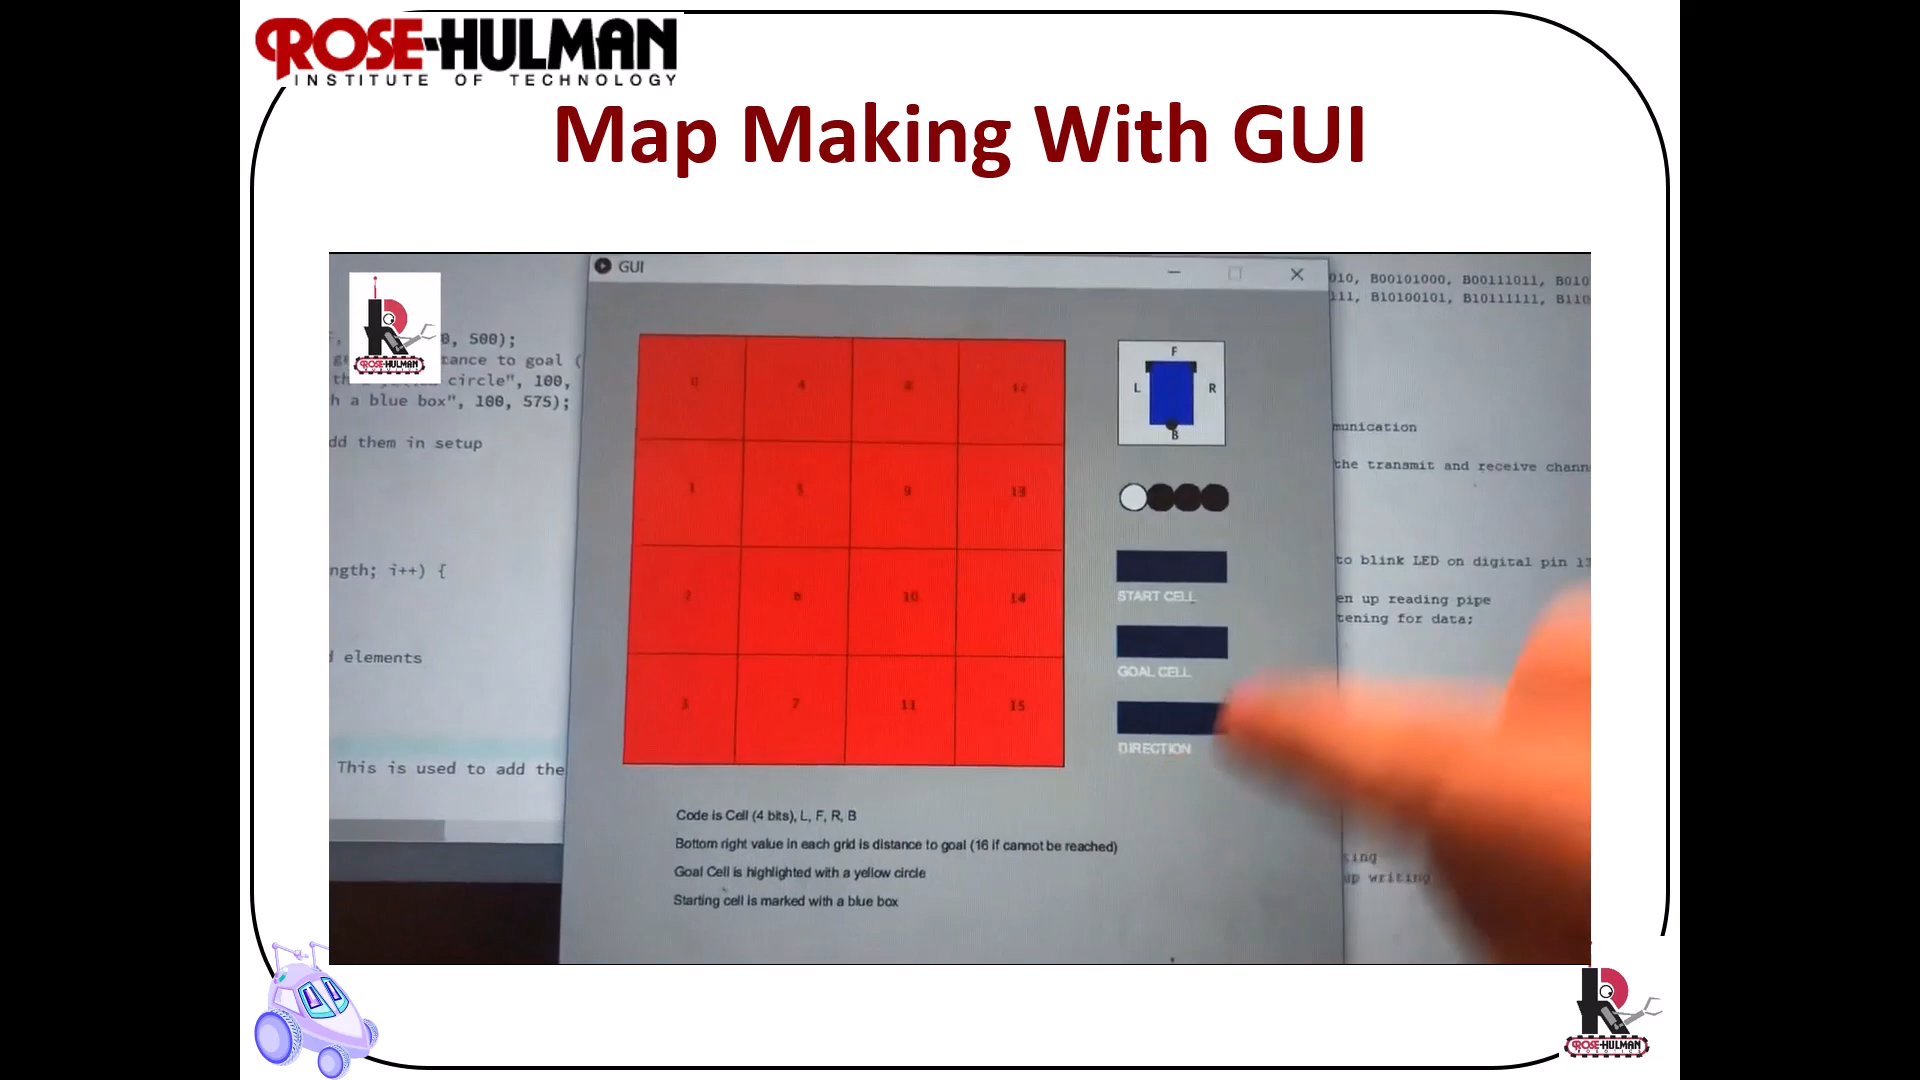 ROSE-HULMAN
INSTITUTE OF TECHNOLOGY
Map Making With GUI
GUI
ROSE-HULMAN
0, 500);
tance to goal (
circle", 100,
h a blue box", 100, 575);
dd them in setup
ngth; i++) {
elements
This is used to add the
0 4 8 12
1 5 9 13
2 6 10 14
3 7 11 15
F
L R
B
START CELL
GOAL CELL
DIRECTION
Code is Cell (4 bits), L, F, R, B
Bottom right value in each grid is distance to goal (16 if cannot be reached)
Goal Cell is highlighted with a yellow circle
Starting cell is marked with a blue box
010, B00101000, B00111011, B010
111, B10100101, B10111111, B110
munication
the transmit and receive chann
to blink LED on digital pin 13
en up reading pipe
tening for data;
ting
up writing
ROSE-HULMAN
ROBOTICS